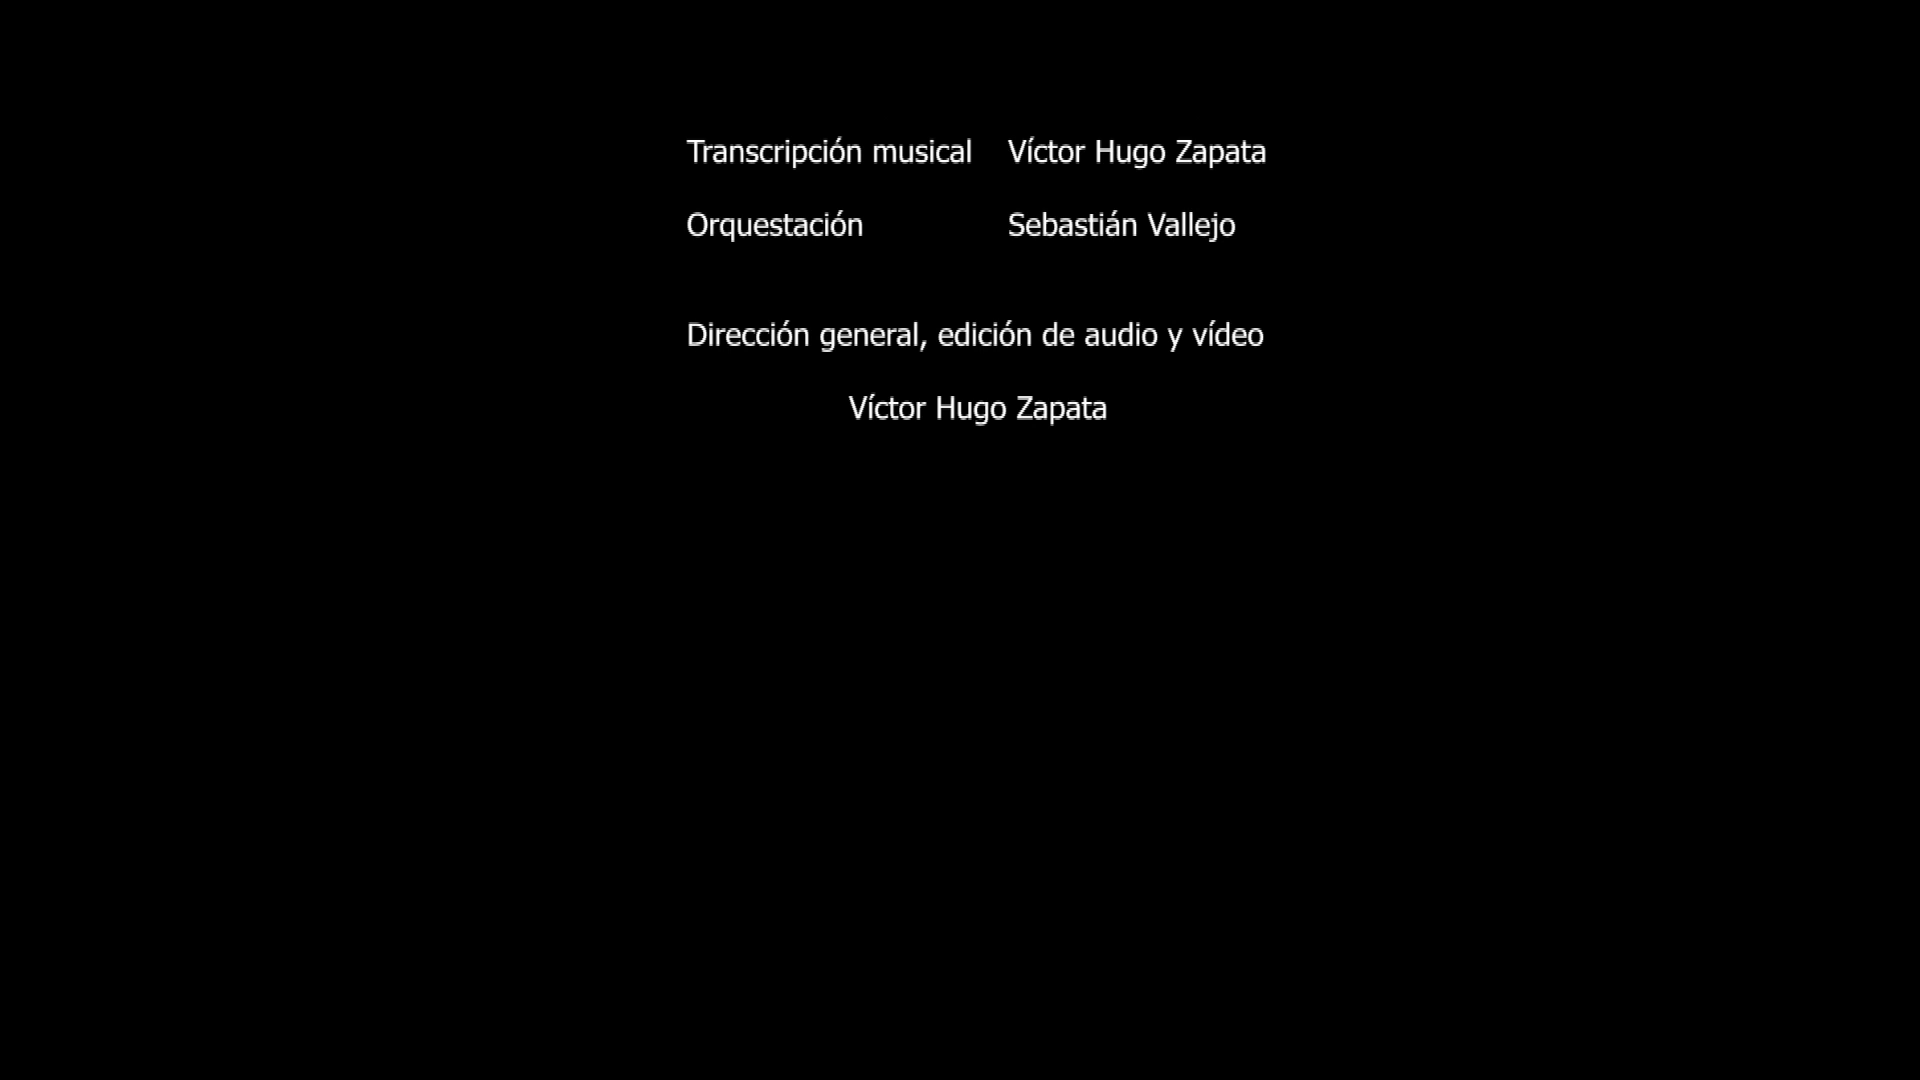 Transcripción musical Víctor Hugo Zapata
Orquestación Sebastián Vallejo
Dirección general, edición de audio y vídeo
Víctor Hugo Zapata